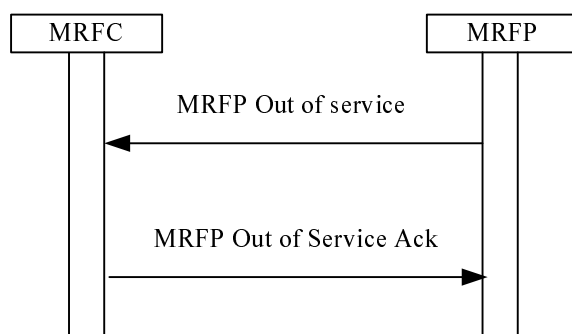 MRFC
MRFP
MRFP Out of service
MRFP Out of Service Ack